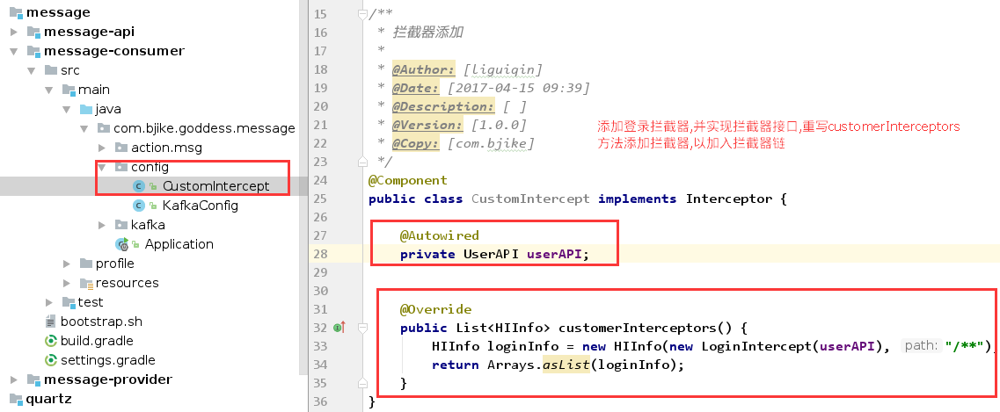 message
message-api
message-consumer
src
main
java
com.bjike.goddess.message
action.msg
config
CustomIntercept
KafkaConfig
kafka
Application
profile
resources
test
bootstrap.sh
build.gradle
settings.gradle
message-provider
quartz
15 /**
16 * 拦截器添加
17 *
18 * @Author: [liguiqin]
19 * @Date: [2017-04-15 09:39]
20 * @Description: [ ]
21 * @Version: [1.0.0]
22 * @Copy: [com.bjike]
23 */
添加登录拦截器,并实现拦截器接口,重写customerInterceptors
方法添加拦截器,以加入拦截器链
24 @Component
25 public class CustomIntercept implements Interceptor {
26
27 @Autowired
28 private UserAPI userAPI;
29
30
31 @Override
32 public List<HIInfo> customerInterceptors() {
33 HIInfo loginInfo = new HIInfo(new LoginIntercept(userAPI), path: "/**")
34 return Arrays.asList(loginInfo);
35 }
36 }